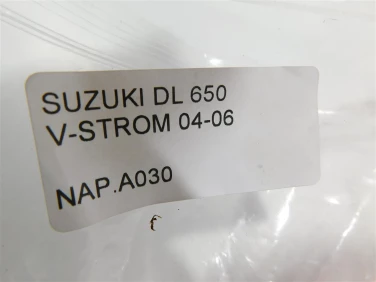 SUZUKI DL 650
V-STROM 04-06
NAP.A030